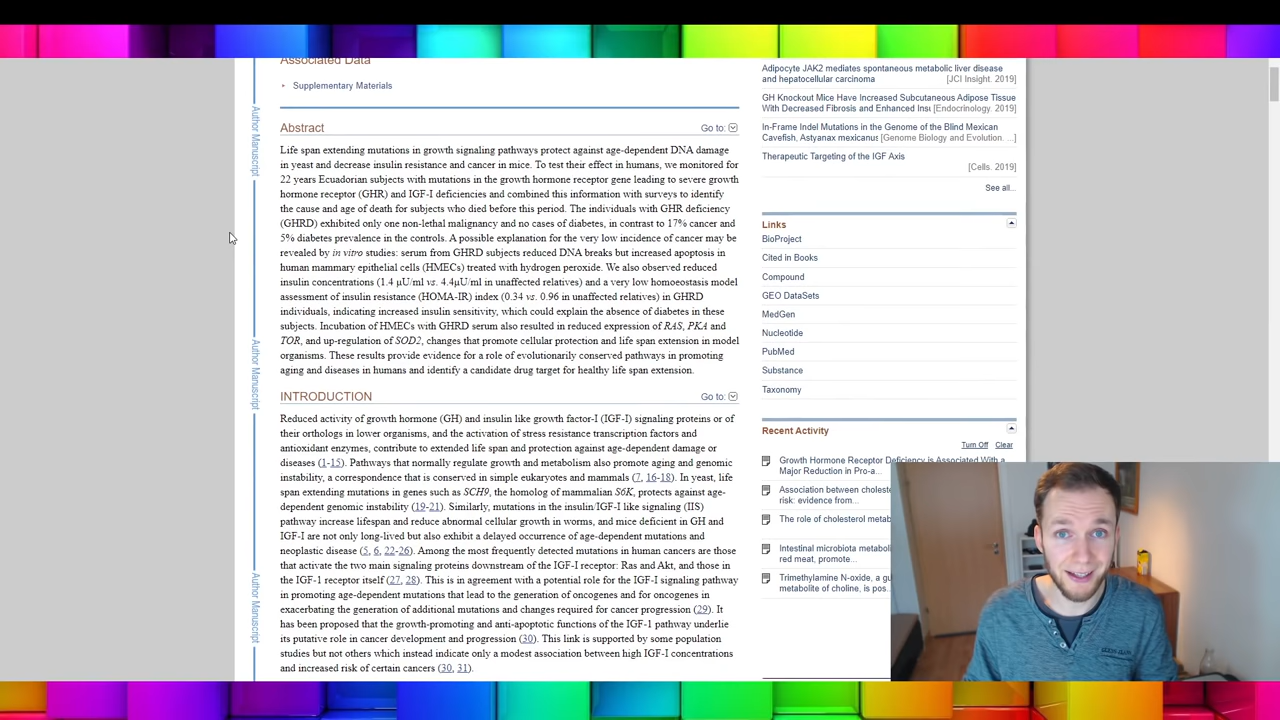 Associated Data
Supplementary Materials
Abstract
Go to:
Life span extending mutations in growth signaling pathways protect against age-dependent DNA damage
in yeast and decrease insulin resistance and cancer in mice. To test their effect in humans, we monitored for
22 years Ecuadorian subjects with mutations in the growth hormone receptor gene leading to severe growth
hormone receptor (GHR) and IGF-I deficiencies and combined this information with surveys to identify
the cause and age of death for subjects who died before this period. The individuals with GHR deficiency
(GHRD) exhibited only one non-lethal malignancy and no cases of diabetes, in contrast to 17% cancer and
5% diabetes prevalence in the controls. A possible explanation for the very low incidence of cancer may be
revealed by in vitro studies: serum from GHRD subjects reduced DNA breaks but increased apoptosis in
human mammary epithelial cells (HMECs) treated with hydrogen peroxide. We also observed reduced
insulin concentrations (1.4 μU/ml vs. 4.4μU/ml in unaffected relatives) and a very low homoeostasis model
assessment of insulin resistance (HOMA-IR) index (0.34 vs. 0.96 in unaffected relatives) in GHRD
individuals, indicating increased insulin sensitivity, which could explain the absence of diabetes in these
subjects. Incubation of HMECs with GHRD serum also resulted in reduced expression of RAS, PKA and
TOR, and up-regulation of SOD2, changes that promote cellular protection and life span extension in model
organisms. These results provide evidence for a role of evolutionarily conserved pathways in promoting
aging and diseases in humans and identify a candidate drug target for healthy life span extension.
INTRODUCTION
Go to:
Reduced activity of growth hormone (GH) and insulin like growth factor-I (IGF-I) signaling proteins or of
their orthologs in lower organisms, and the activation of stress resistance transcription factors and
antioxidant enzymes, contribute to extended life span and protection against age-dependent damage or
diseases (1-15). Pathways that normally regulate growth and metabolism also promote aging and genomic
instability, a correspondence that is conserved in simple eukaryotes and mammals (7, 16-18). In yeast, life
span extending mutations in genes such as SCH9, the homolog of mammalian S6K, protects against age-
dependent genomic instability (19-21). Similarly, mutations in the insulin/IGF-I like signaling (IIS)
pathway increase lifespan and reduce abnormal cellular growth in worms, and mice deficient in GH and
IGF-I are not only long-lived but also exhibit a delayed occurrence of age-dependent mutations and
neoplastic disease (5, 6, 22-26). Among the most frequently detected mutations in human cancers are those
that activate the two main signaling proteins downstream of the IGF-I receptor: Ras and Akt, and those in
the IGF-1 receptor itself (27, 28). This is in agreement with a potential role for the IGF-I signaling pathway
in promoting age-dependent mutations that lead to the generation of oncogenes and for oncogenes in
exacerbating the generation of additional mutations and changes required for cancer progression (29). It
has been proposed that the growth-promoting and anti-apoptotic functions of the IGF-1 pathway underlie
its putative role in cancer development and progression (30). This link is supported by some population
studies but not others which instead indicate only a modest association between high IGF-I concentrations
and increased risk of certain cancers (30, 31).
Author Manuscript
Author Manuscript
Author Manuscript
Adipocyte JAK2 mediates spontaneous metabolic liver disease
and hepatocellular carcinoma [JCI Insight. 2019]
GH Knockout Mice Have Increased Subcutaneous Adipose Tissue
With Decreased Fibrosis and Enhanced Ins [Endocrinology. 2019]
In-Frame Indel Mutations in the Genome of the Blind Mexican
Cavefish, Astyanax mexicanus [Genome Biology and Evolution. ...]
Therapeutic Targeting of the IGF Axis
[Cells. 2019]
See all...
Links
BioProject
Cited in Books
Compound
GEO DataSets
MedGen
Nucleotide
PubMed
Substance
Taxonomy
Recent Activity
Turn Off Clear
Growth Hormone Receptor Deficiency is Associated With a
Major Reduction in Pro-a...
Association between choleste
risk: evidence from...
The role of cholesterol metab
Intestinal microbiota metaboli
red meat, promote...
Trimethylamine N-oxide, a gu
metabolite of choline, is pos..